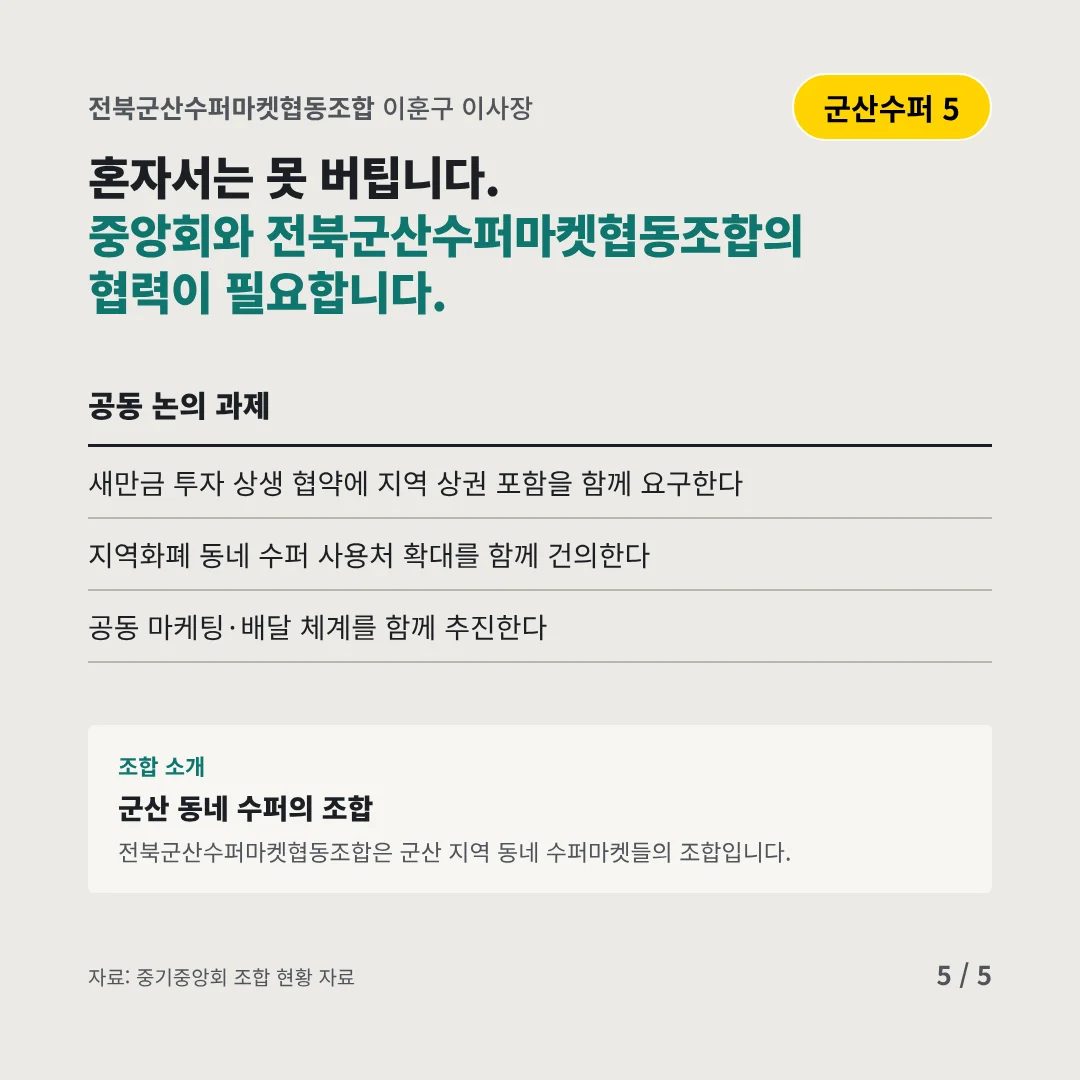 전북군산수퍼마켓협동조합 이훈구 이사장
군산수퍼 5
혼자서는 못 버팁니다.
중앙회와 전북군산수퍼마켓협동조합의
협력이 필요합니다.
공동 논의 과제
새만금 투자 상생 협약에 지역 상권 포함을 함께 요구한다
지역화폐 동네 수퍼 사용처 확대를 함께 건의한다
공동 마케팅·배달 체계를 함께 추진한다
조합 소개
군산 동네 수퍼의 조합
전북군산수퍼마켓협동조합은 군산 지역 동네 수퍼마켓들의 조합입니다.
자료: 중기중앙회 조합 현황 자료
5 / 5